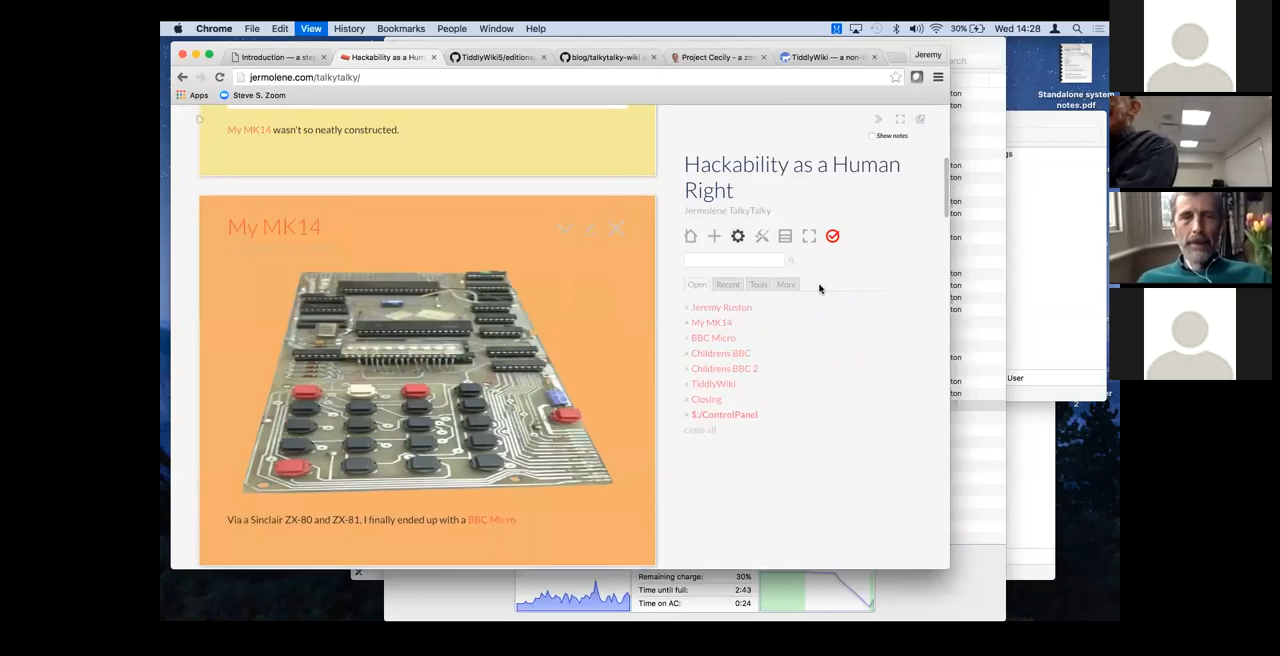 Chrome File Edit View History Bookmarks People Window Help 30% Wed 14:28
Introduction — a ste
Hackability as a Hum
TiddlyWiki5/editions
blog/talkytalky-wiki
Project Cecily - a zo
TiddlyWiki — a non-
Jeremy
jermolene.com/talkytalky/
Apps Steve S. Zoom
arch
Standalone system
notes.pdf
My MK14 wasn't so neatly constructed.
Show notes
Hackability as a Human
Right
Jermolene TalkyTalky
My MK14
Open Recent Tools More
× Jeremy Ruston
× My MK14
× BBC Micro
× Childrens BBC
× Childrens BBC 2
× TiddlyWiki
× Closing
× $:/ControlPanel
close all
Via a Sinclair ZX-80 and ZX-81, I finally ended up with a BBC Micro
gs
ton
User
Remaining charge: 30%
Time until full: 2:43
Time on AC: 0:24